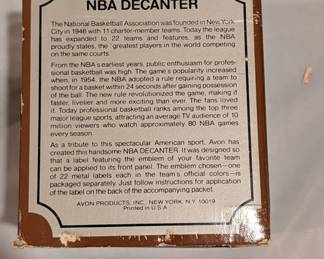 NBA DECANTER
The National Basketball Association was founded in New York
City in 1946 with 11 charter-member teams. Today the league
has expanded to 22 teams and features, as the NBA
proudly states, the "greatest players in the world competing
on the same courts."
From the NBA's earliest years, public enthusiasm for profes-
sional basketball was high. The game's popularity increased
when, in 1954, the NBA adopted a rule requiring a team to
shoot for a basket within 24 seconds after gaining possession
of the ball. The new rule revolutionized the game, making it
faster, livelier and more exciting than ever. The fans loved
it. Today professional basketball ranks among the top three
major league sports, attracting an average TV audience of 10
million viewers who watch approximately 80 NBA games
every season.
As a tribute to this spectacular American sport, Avon has
created this handsome NBA DECANTER. It was designed so
that a label featuring the emblem of your favorite team
can be applied to its front panel. The emblem chosen—one
of 22 metal labels each in the team's official colors—is
packaged separately. Just follow instructions for application
of the label on the back of the accompanying packet.
AVON PRODUCTS, INC., NEW YORK, N.Y. 10019
Printed in U.S.A.